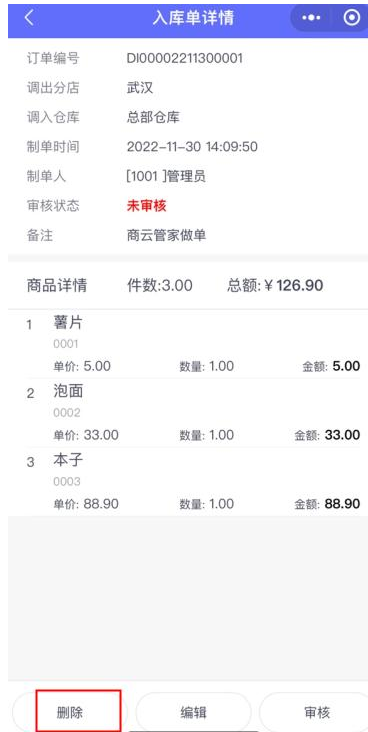 入库单详情
订单编号 DI00002211300001
调出分店 武汉
调入仓库 总部仓库
制单时间 2022-11-30 14:09:50
制单人 [1001 ]管理员
审核状态 未审核
备注 商云管家做单
商品详情 件数:3.00 总额:¥126.90
1 薯片
0001
单价: 5.00 数量: 1.00 金额: 5.00
2 泡面
0002
单价: 33.00 数量: 1.00 金额: 33.00
3 本子
0003
单价: 88.90 数量: 1.00 金额: 88.90
删除 编辑 审核